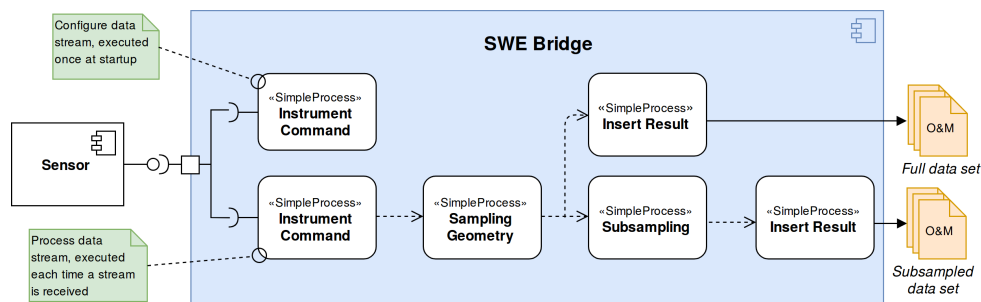 Configure data
stream, executed
once at startup
SWE Bridge
«SimpleProcess»
Instrument
Command
«SimpleProcess»
Insert Result
O&M
Full data set
Sensor
«SimpleProcess»
Instrument
Command
«SimpleProcess»
Sampling
Geometry
«SimpleProcess»
Subsampling
«SimpleProcess»
Insert Result
O&M
Subsampled
data set
Process data
stream, executed
each time a stream
is received